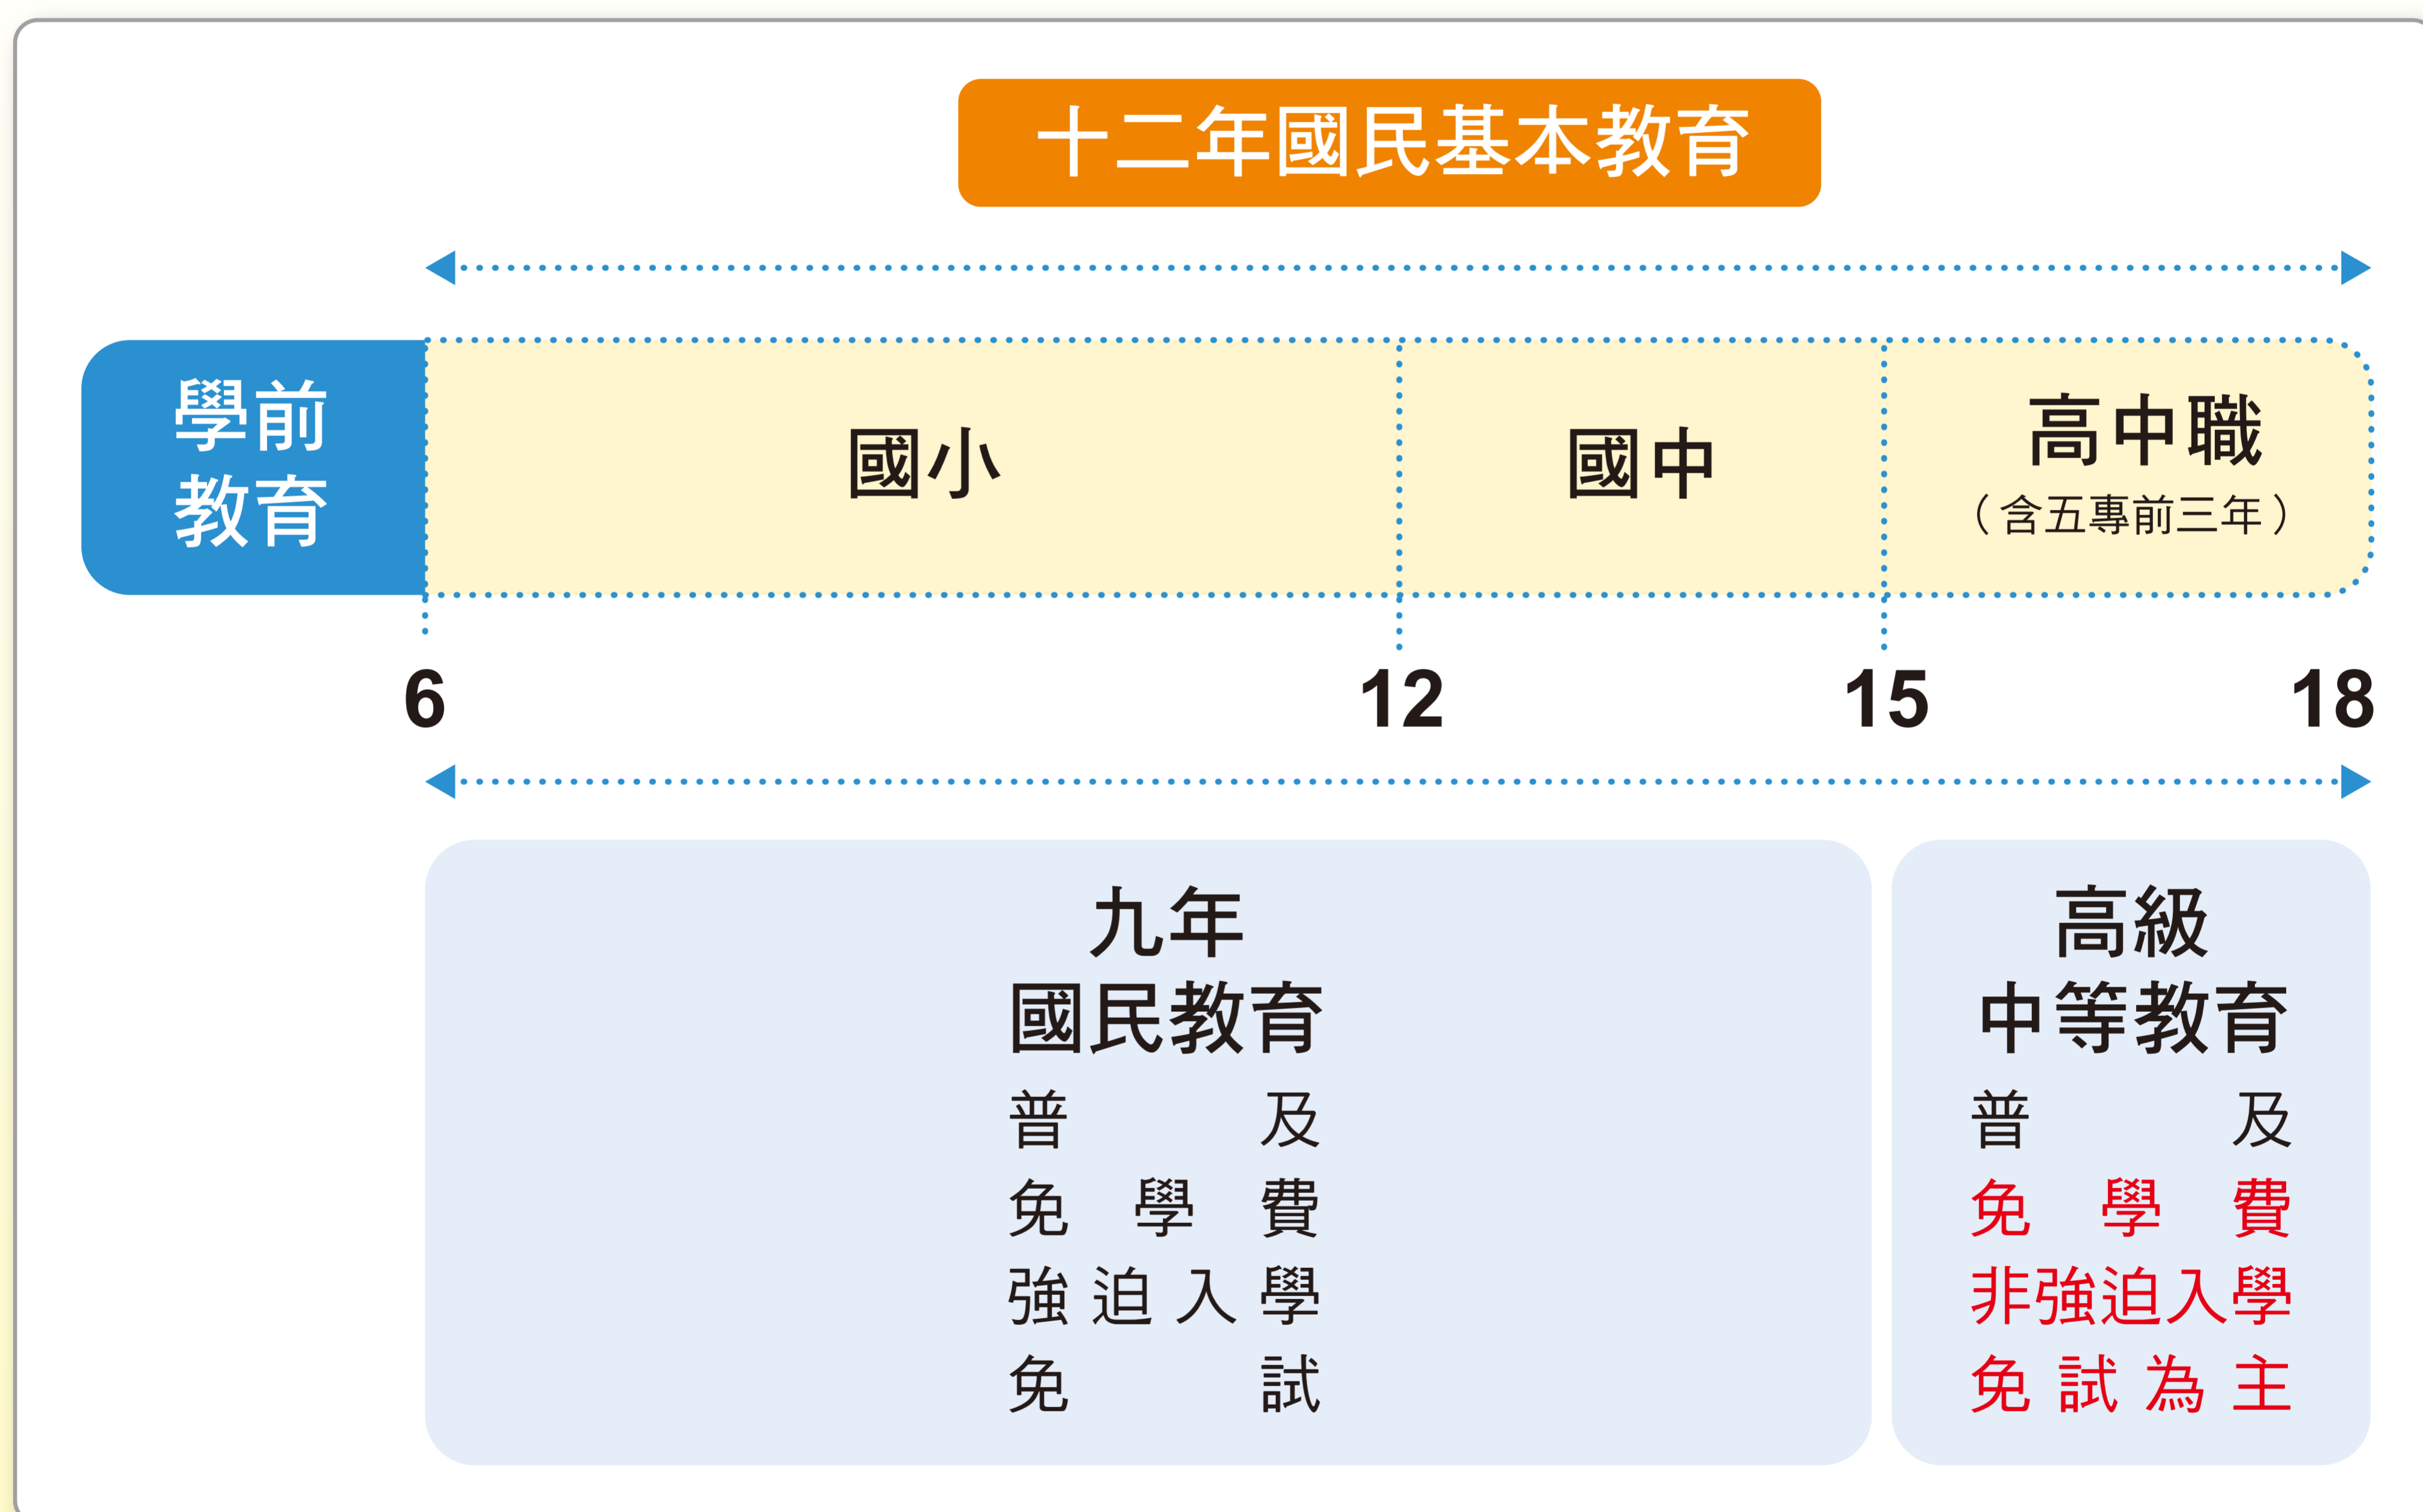 十二年國民基本教育
學前
教育
國小
國中
高中職
（含五專前三年）
6 12 15 18
九年
國民教育
普及
免學費
強迫入學
免試
高級
中等教育
普及
免學費
非強迫入學
免試為主